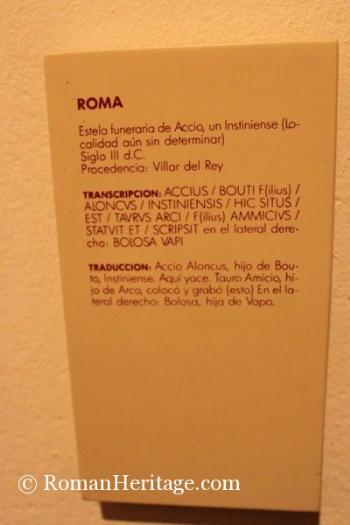 ROMA
Estela funeraria de Accio, un Instiniense (Lo-
calidad aún sin determinar)
Siglo III d.C.
Procedencia: Villar del Rey
TRANSCRIPCION: ACCIUS / BOUTI F(ilius) /
ALONCVS / INSTINIENSIS / HIC SITUS /
EST / TAVRVS ARCI / F(ilius) AMMICIVS /
STATVIT ET / SCRIPSIT en el lateral dere-
cho: BOLOSA VAPI
TRADUCCION: Accio Aloncus, hijo de Bou-
to, Instiniense. Aquí yace. Tauro Amicio, hi-
jo de Arco, colocó y grabó (esto) En el la-
teral derecho: Bolosa, hija de Vapo.
© RomanHeritage.com